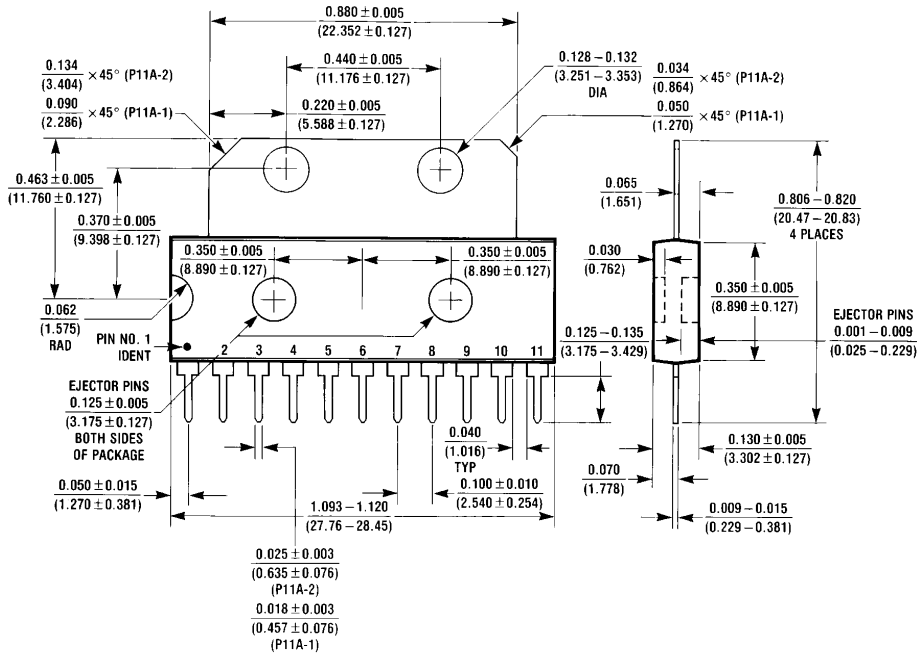 0.880 ± 0.005
(22.352 ± 0.127)
0.440 ± 0.005
(11.176 ± 0.127)
0.220 ± 0.005
(5.588 ± 0.127)
0.134
(3.404)
× 45° (P11A-2)
0.090
(2.286)
× 45° (P11A-1)
0.128 – 0.132
(3.251 – 3.353)
DIA
0.034
(0.864)
× 45° (P11A-2)
0.050
(1.270)
× 45° (P11A-1)
0.463 ± 0.005
(11.760 ± 0.127)
0.370 ± 0.005
(9.398 ± 0.127)
0.065
(1.651)
0.806 – 0.820
(20.47 – 20.83)
4 PLACES
0.350 ± 0.005
(8.890 ± 0.127)
0.350 ± 0.005
(8.890 ± 0.127)
0.030
(0.762)
0.350 ± 0.005
(8.890 ± 0.127)
0.062
(1.575)
RAD
PIN NO. 1
IDENT
2 3 4 5 6 7 8 9 10 11
0.125 – 0.135
(3.175 – 3.429)
EJECTOR PINS
0.001 – 0.009
(0.025 – 0.229)
EJECTOR PINS
0.125 ± 0.005
(3.175 ± 0.127)
BOTH SIDES
OF PACKAGE
0.040
(1.016)
TYP
0.130 ± 0.005
(3.302 ± 0.127)
0.070
(1.778)
0.050 ± 0.015
(1.270 ± 0.381)
0.100 ± 0.010
(2.540 ± 0.254)
1.093 – 1.120
(27.76 – 28.45)
0.009 – 0.015
(0.229 – 0.381)
0.025 ± 0.003
(0.635 ± 0.076)
(P11A-2)
0.018 ± 0.003
(0.457 ± 0.076)
(P11A-1)